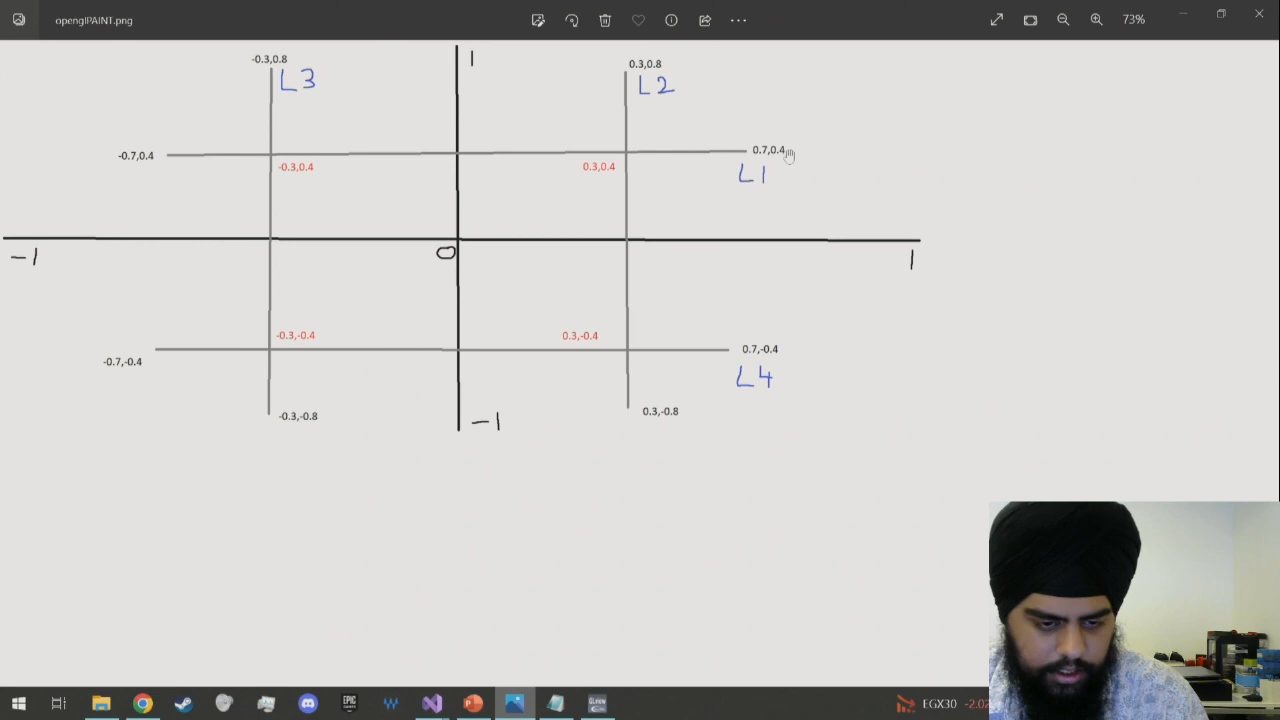 openglPAINT.png
73%
-0.3,0.8
1
0.3,0.8
L3
L2
-0.7,0.4
0.7,0.4
-0.3,0.4
0.3,0.4
L1
-1
0
1
-0.3,-0.4
0.3,-0.4
-0.7,-0.4
0.7,-0.4
L4
-0.3,-0.8
0.3,-0.8
-1
EPIC
EGX30